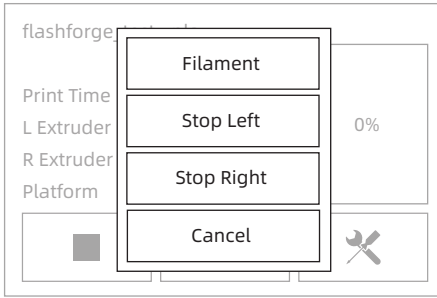 Filament
Print Time
Stop Left
L Extruder
0%
R Extruder
Stop Right
Platform
Cancel